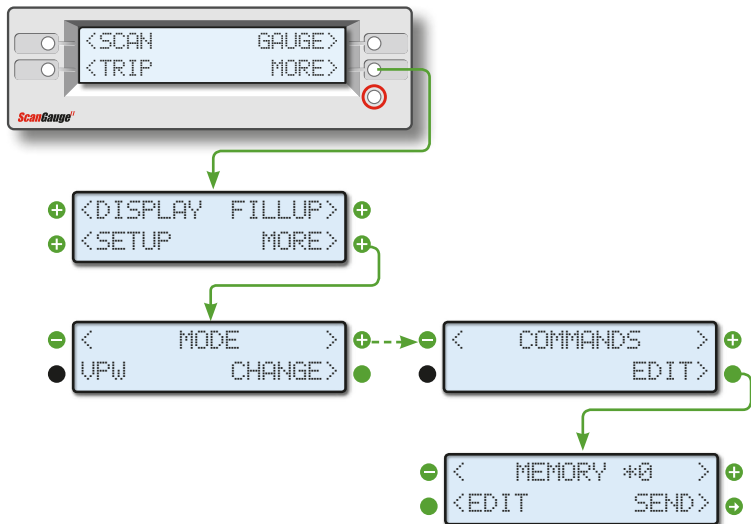 <SCAN GAUGE>
<TRIP MORE>
ScanGauge II
<DISPLAY FILLUP>
<SETUP MORE>
< MODE >
VPW CHANGE>
< COMMANDS >
EDIT>
< MEMORY *0 >
<EDIT SEND>